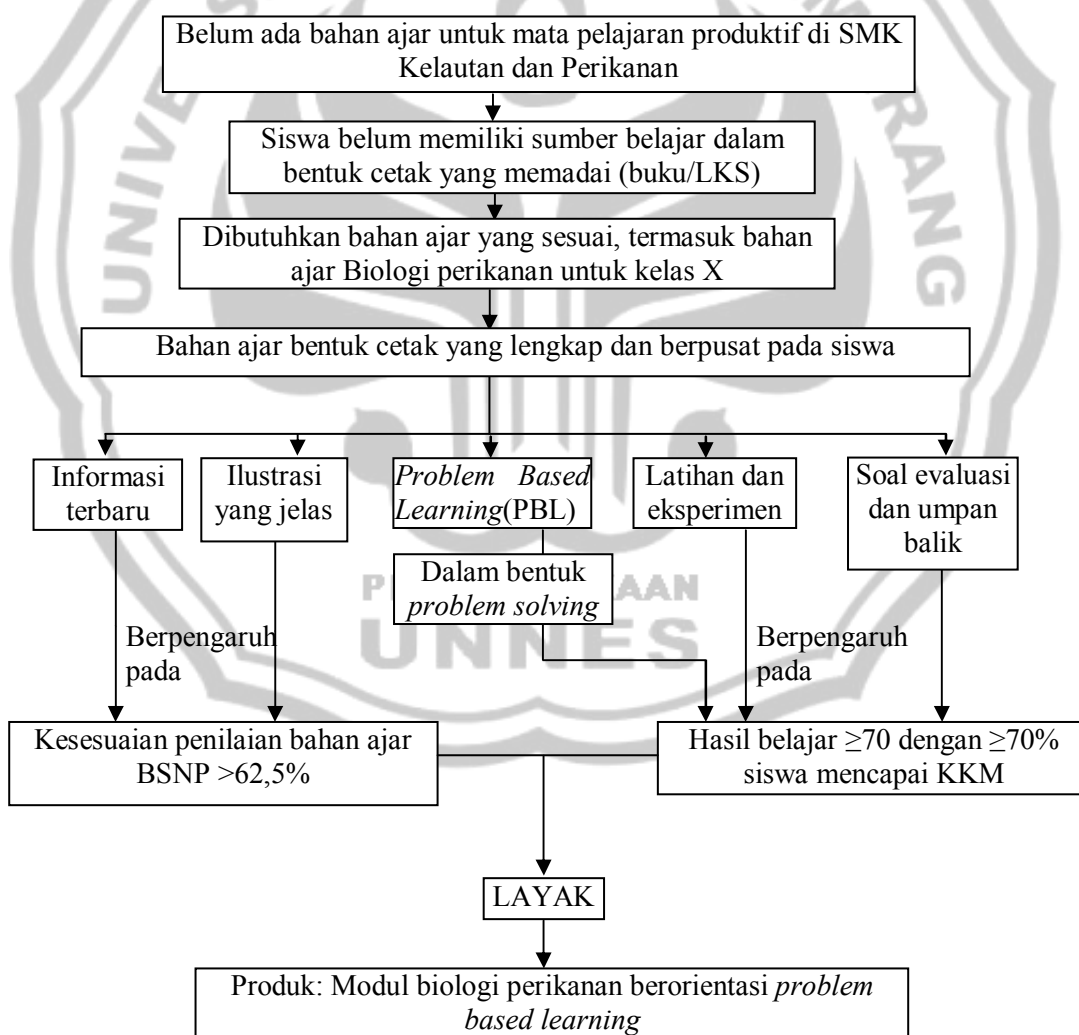 Belum ada bahan ajar untuk mata pelajaran produktif di SMK
Kelautan dan Perikanan
Siswa belum memiliki sumber belajar dalam
bentuk cetak yang memadai (buku/LKS)
Dibutuhkan bahan ajar yang sesuai, termasuk bahan
ajar Biologi perikanan untuk kelas X
Bahan ajar bentuk cetak yang lengkap dan berpusat pada siswa
Informasi
terbaru
Ilustrasi
yang jelas
Problem Based
Learning(PBL)
Latihan dan
eksperimen
Soal evaluasi
dan umpan
balik
Dalam bentuk
problem solving
Berpengaruh
pada
Berpengaruh
pada
Kesesuaian penilaian bahan ajar
BSNP >62,5%
Hasil belajar ≥70 dengan ≥70%
siswa mencapai KKM
LAYAK
Produk: Modul biologi perikanan berorientasi problem
based learning
UNNES